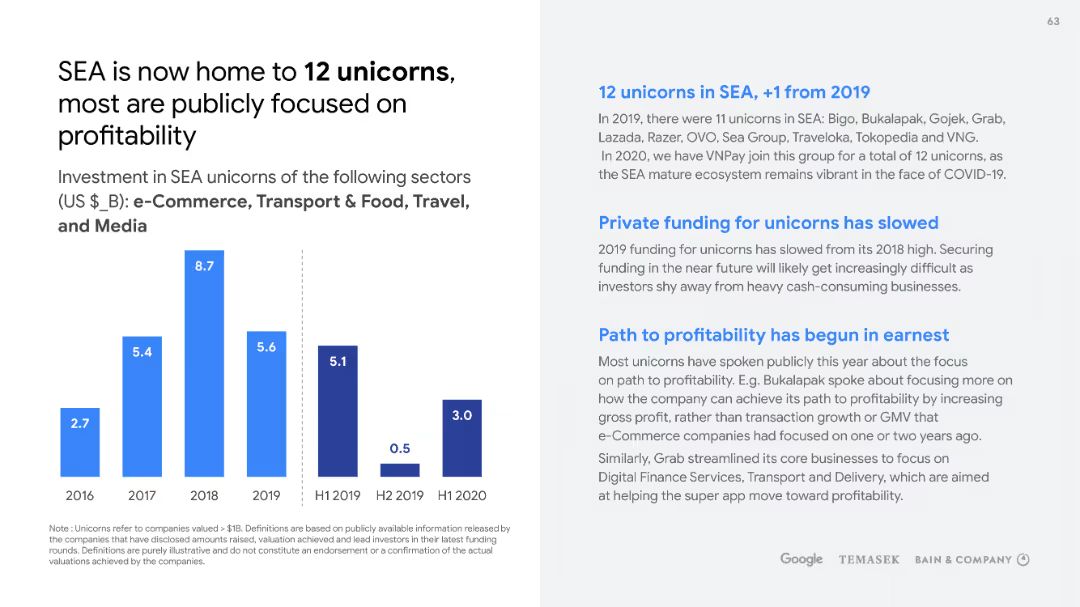 63
SEA is now home to 12 unicorns,
most are publicly focused on
profitability
Investment in SEA unicorns of the following sectors
(US $_B): e-Commerce, Transport & Food, Travel,
and Media
8.7
5.4
5.6
5.1
2.7
0.5
3.0
2016
2017
2018
2019
H1 2019
H2 2019
H1 2020
Note : Unicorns refer to companies valued > $1B. Definitions are based on publicly available information released by
the companies that have disclosed amounts raised, valuation achieved and lead investors in their latest funding
rounds. Definitions are purely illustrative and do not constitute an endorsement or a confirmation of the actual
valuations achieved by the companies.
12 unicorns in SEA, +1 from 2019
In 2019, there were 11 unicorns in SEA: Bigo, Bukalapak, Gojek, Grab,
Lazada, Razer, OVO, Sea Group, Traveloka, Tokopedia and VNG.
In 2020, we have VNPay join this group for a total of 12 unicorns, as
the SEA mature ecosystem remains vibrant in the face of COVID-19.
Private funding for unicorns has slowed
2019 funding for unicorns has slowed from its 2018 high. Securing
funding in the near future will likely get increasingly difficult as
investors shy away from heavy cash-consuming businesses.
Path to profitability has begun in earnest
Most unicorns have spoken publicly this year about the focus
on path to profitability. E.g. Bukalapak spoke about focusing more on
how the company can achieve its path to profitability by increasing
gross profit, rather than transaction growth or GMV that
e-Commerce companies had focused on one or two years ago.
Similarly, Grab streamlined its core businesses to focus on
Digital Finance Services, Transport and Delivery, which are aimed
at helping the super app move toward profitability.
Google TEMASEK BAIN & COMPANY